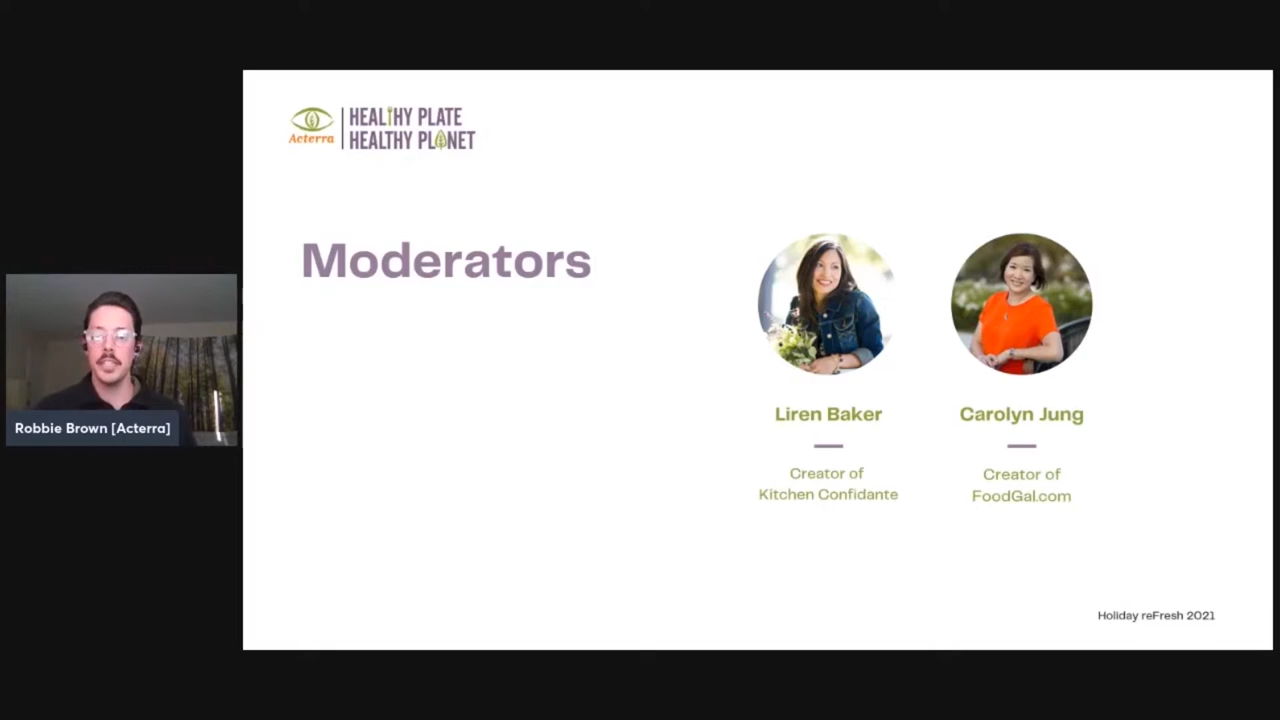 Acterra
HEALTHY PLATE
HEALTHY PLANET
Moderators
Robbie Brown [Acterra]
Liren Baker
Creator of
Kitchen Confidante
Carolyn Jung
Creator of
FoodGal.com
Holiday reFresh 2021